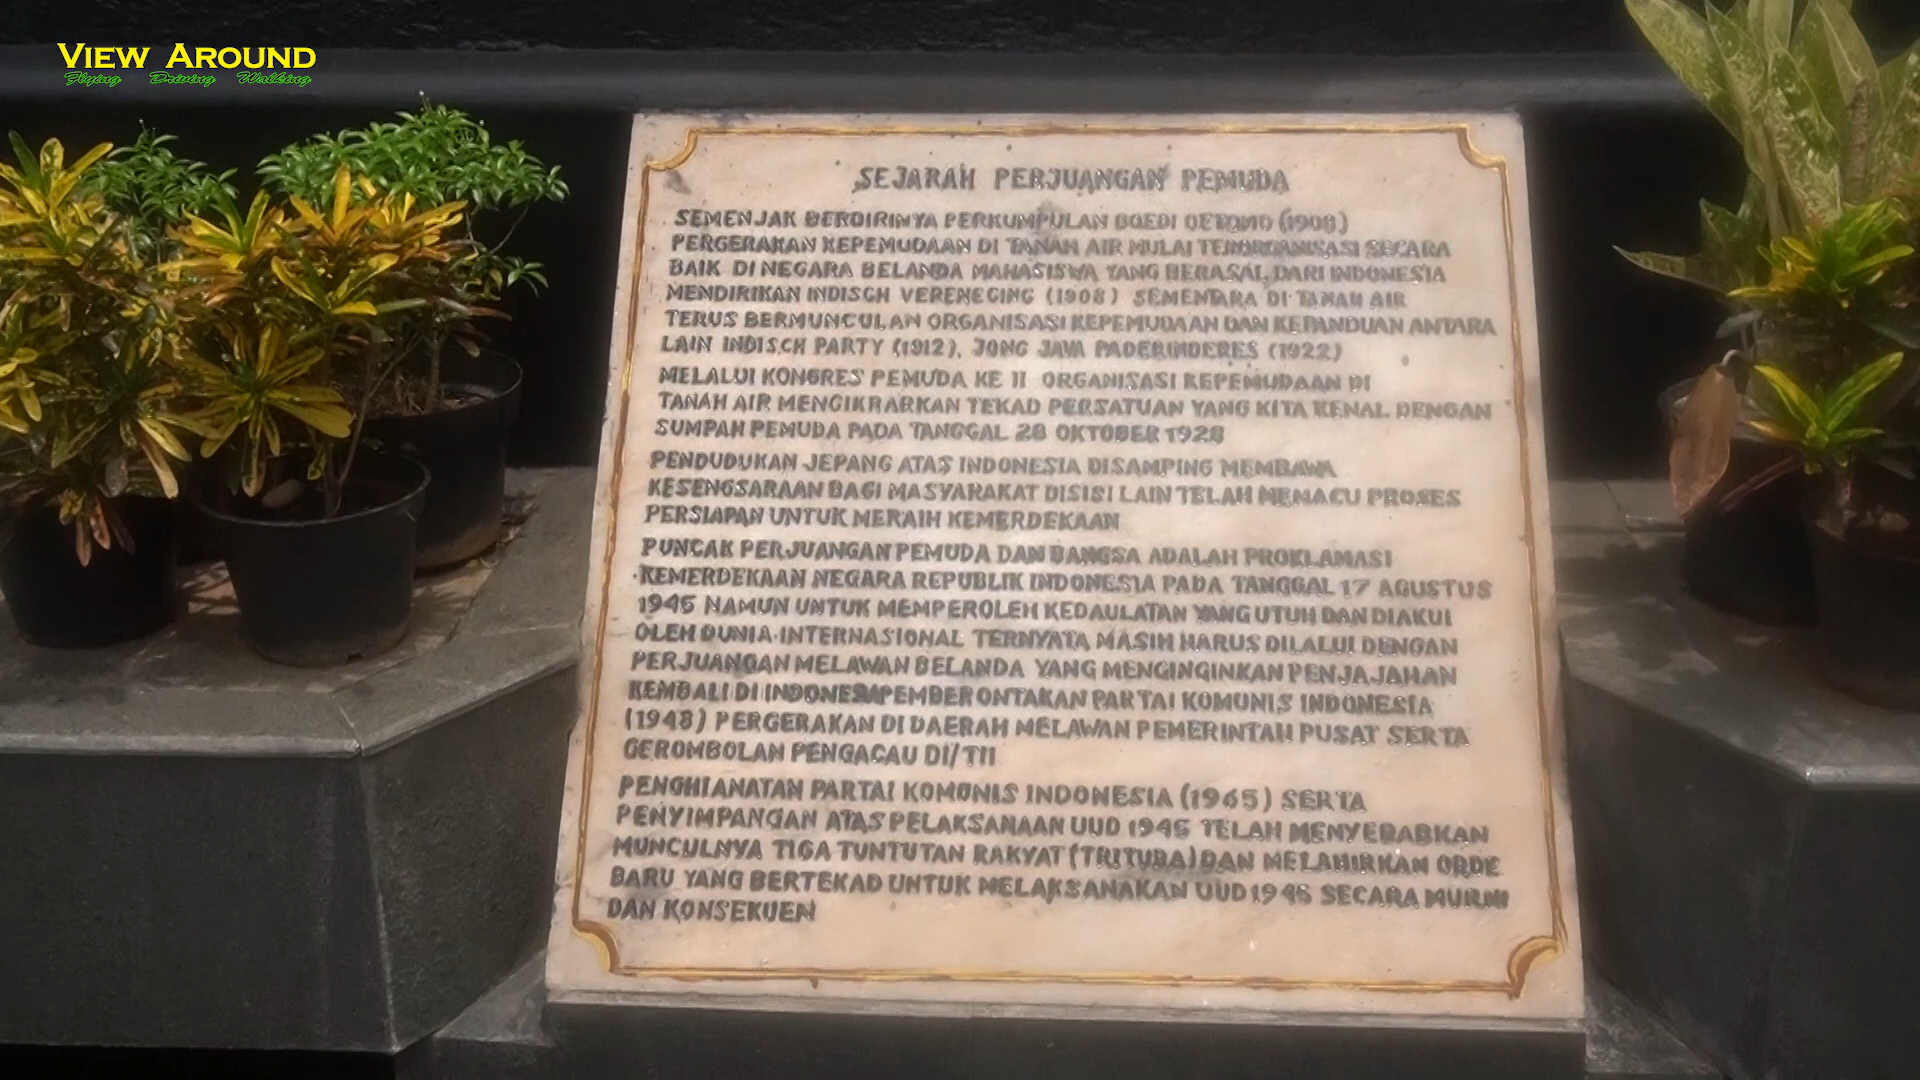 VIEW AROUND
Flying Driving Walking
SEJARAH PERJUANGAN PEMUDA
SEMENJAK BERDIRINYA PERKUMPULAN BOEDI OETOMO (1908)
PERGERAKAN KEPEMUDAAN DI TANAH AIR MULAI TERORGANISASI SECARA
BAIK DI NEGARA BELANDA MAHASISWA YANG BERASAL DARI INDONESIA
MENDIRIKAN INDISCH VERENEGING (1908) SEMENTARA DI TANAH AIR
TERUS BERMUNCULAN ORGANISASI KEPEMUDAAN DAN KEPANDUAN ANTARA
LAIN INDISCH PARTY (1912), JONG JAVA PADERINDERES (1922)
MELALUI KONGRES PEMUDA KE II ORGANISASI KEPEMUDAAN DI
TANAH AIR MENGIKRARKAN TEKAD PERSATUAN YANG KITA KENAL DENGAN
SUMPAH PEMUDA PADA TANGGAL 28 OKTOBER 1928
PENDUDUKAN JEPANG ATAS INDONESIA DISAMPING MEMBAWA
KESENGSARAAN BAGI MASYARAKAT DISISI LAIN TELAH MEMACU PROSES
PERSIAPAN UNTUK MERAIH KEMERDEKAAN
PUNCAK PERJUANGAN PEMUDA DAN BANGSA ADALAH PROKLAMASI
KEMERDEKAAN NEGARA REPUBLIK INDONESIA PADA TANGGAL 17 AGUSTUS
1945 NAMUN UNTUK MEMPEROLEH KEDAULATAN YANG UTUH DAN DIAKUI
OLEH DUNIA INTERNASIONAL TERNYATA MASIH HARUS DILALUI DENGAN
PERJUANGAN MELAWAN BELANDA YANG MENGINGINKAN PENJAJAHAN
KEMBALI DI INDONESIA PEMBERONTAKAN PARTAI KOMUNIS INDONESIA
(1948) PERGERAKAN DI DAERAH MELAWAN PEMERINTAH PUSAT SERTA
GEROMBOLAN PENGACAU DI/TII
PENGHIANATAN PARTAI KOMUNIS INDONESIA (1965) SERTA
PENYIMPANGAN ATAS PELAKSANAAN UUD 1945 TELAH MENYEBABKAN
MUNCULNYA TIGA TUNTUTAN RAKYAT (TRITURA) DAN MELAHIRKAN ORDE
BARU YANG BERTEKAD UNTUK MELAKSANAKAN UUD 1945 SECARA MURNI
DAN KONSEKUEN